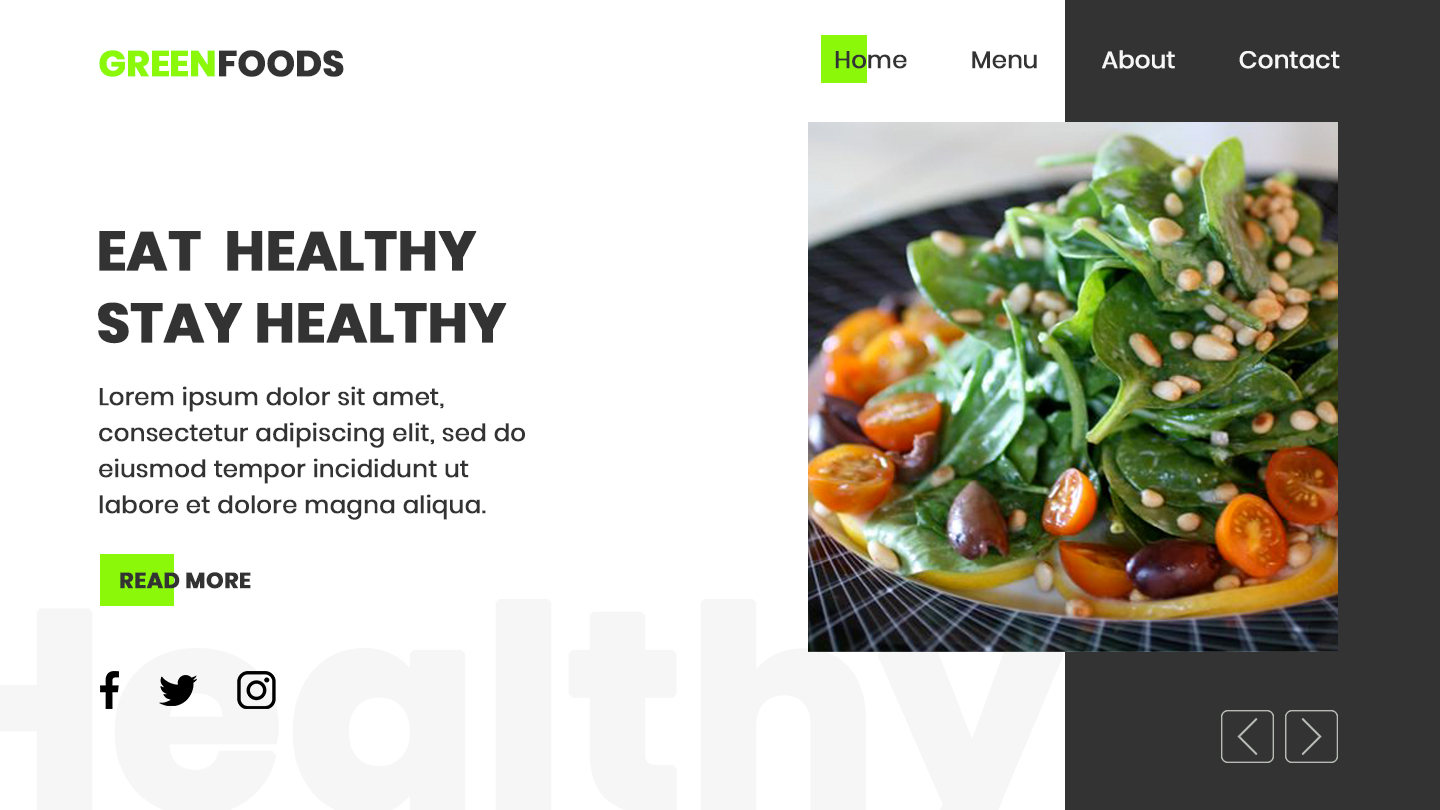 GREENFOODS
Home Menu About Contact
EAT HEALTHY
STAY HEALTHY
Lorem ipsum dolor sit amet,
consectetur adipiscing elit, sed do
eiusmod tempor incididunt ut
labore et dolore magna aliqua.
READ MORE
Healthy